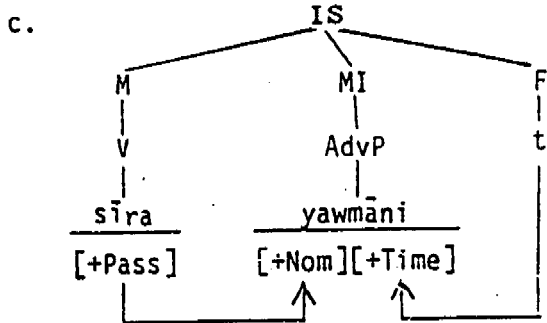 c.
IS
M MI F
V AdvP t
sīra yawmāni
[+Pass] [+Nom][+Time]